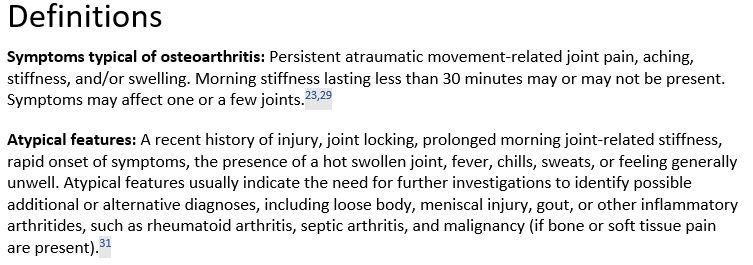 Definitions
Symptoms typical of osteoarthritis: Persistent atraumatic movement-related joint pain, aching,
stiffness, and/or swelling. Morning stiffness lasting less than 30 minutes may or may not be present.
Symptoms may affect one or a few joints.23,29
Atypical features: A recent history of injury, joint locking, prolonged morning joint-related stiffness,
rapid onset of symptoms, the presence of a hot swollen joint, fever, chills, sweats, or feeling generally
unwell. Atypical features usually indicate the need for further investigations to identify possible
additional or alternative diagnoses, including loose body, meniscal injury, gout, or other inflammatory
arthritides, such as rheumatoid arthritis, septic arthritis, and malignancy (if bone or soft tissue pain
are present).31